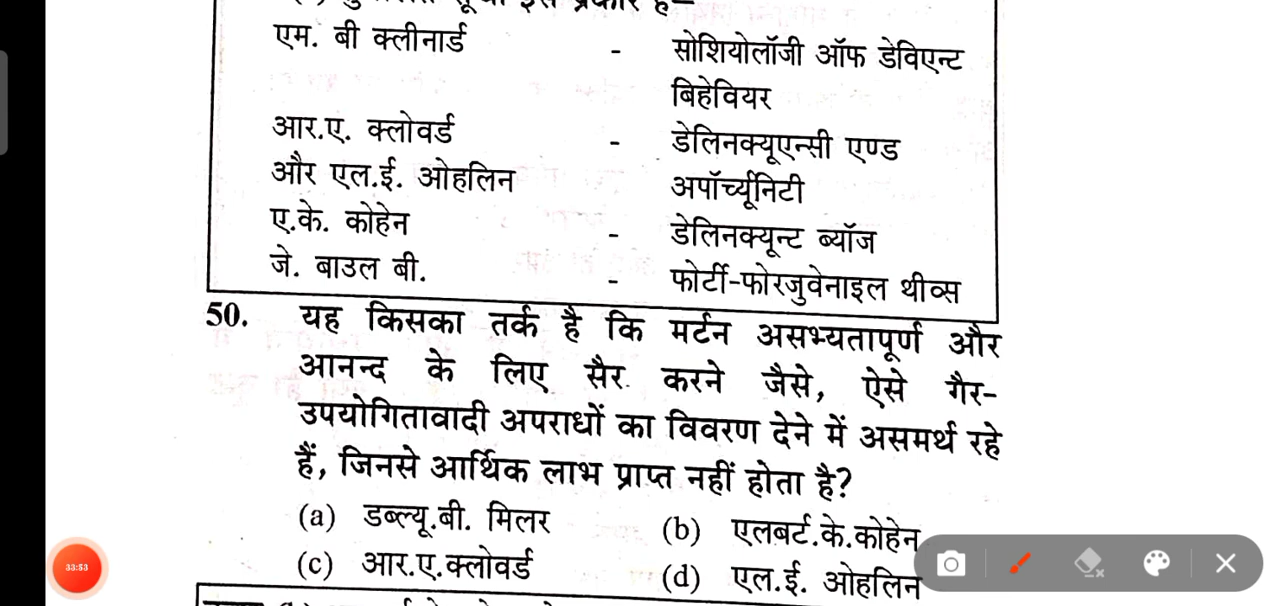 एम. बी क्लीनार्ड - सोशियोलॉजी ऑफ डेविएन्ट
बिहेवियर
आर.ए. क्लोवर्ड - डेलिनक्यूएन्सी एण्ड
और एल.ई. ओहलिन अपॉर्च्यूनिटी
ए.के. कोहेन - डेलिनक्यून्ट ब्यॉज
जे. बाउल बी. - फोर्टी-फोरजुवेनाइल थीव्स
50. यह किसका तर्क है कि मर्टन असभ्यतापूर्ण और
आनन्द के लिए सैर करने जैसे, ऐसे गैर-
उपयोगितावादी अपराधों का विवरण देने में असमर्थ रहे
हैं, जिनसे आर्थिक लाभ प्राप्त नहीं होता है?
(a) डब्ल्यू.बी. मिलर (b) एलबर्ट.के.कोहेन
(c) आर.ए.क्लोवर्ड (d) एल.ई. ओहलिन
33:53